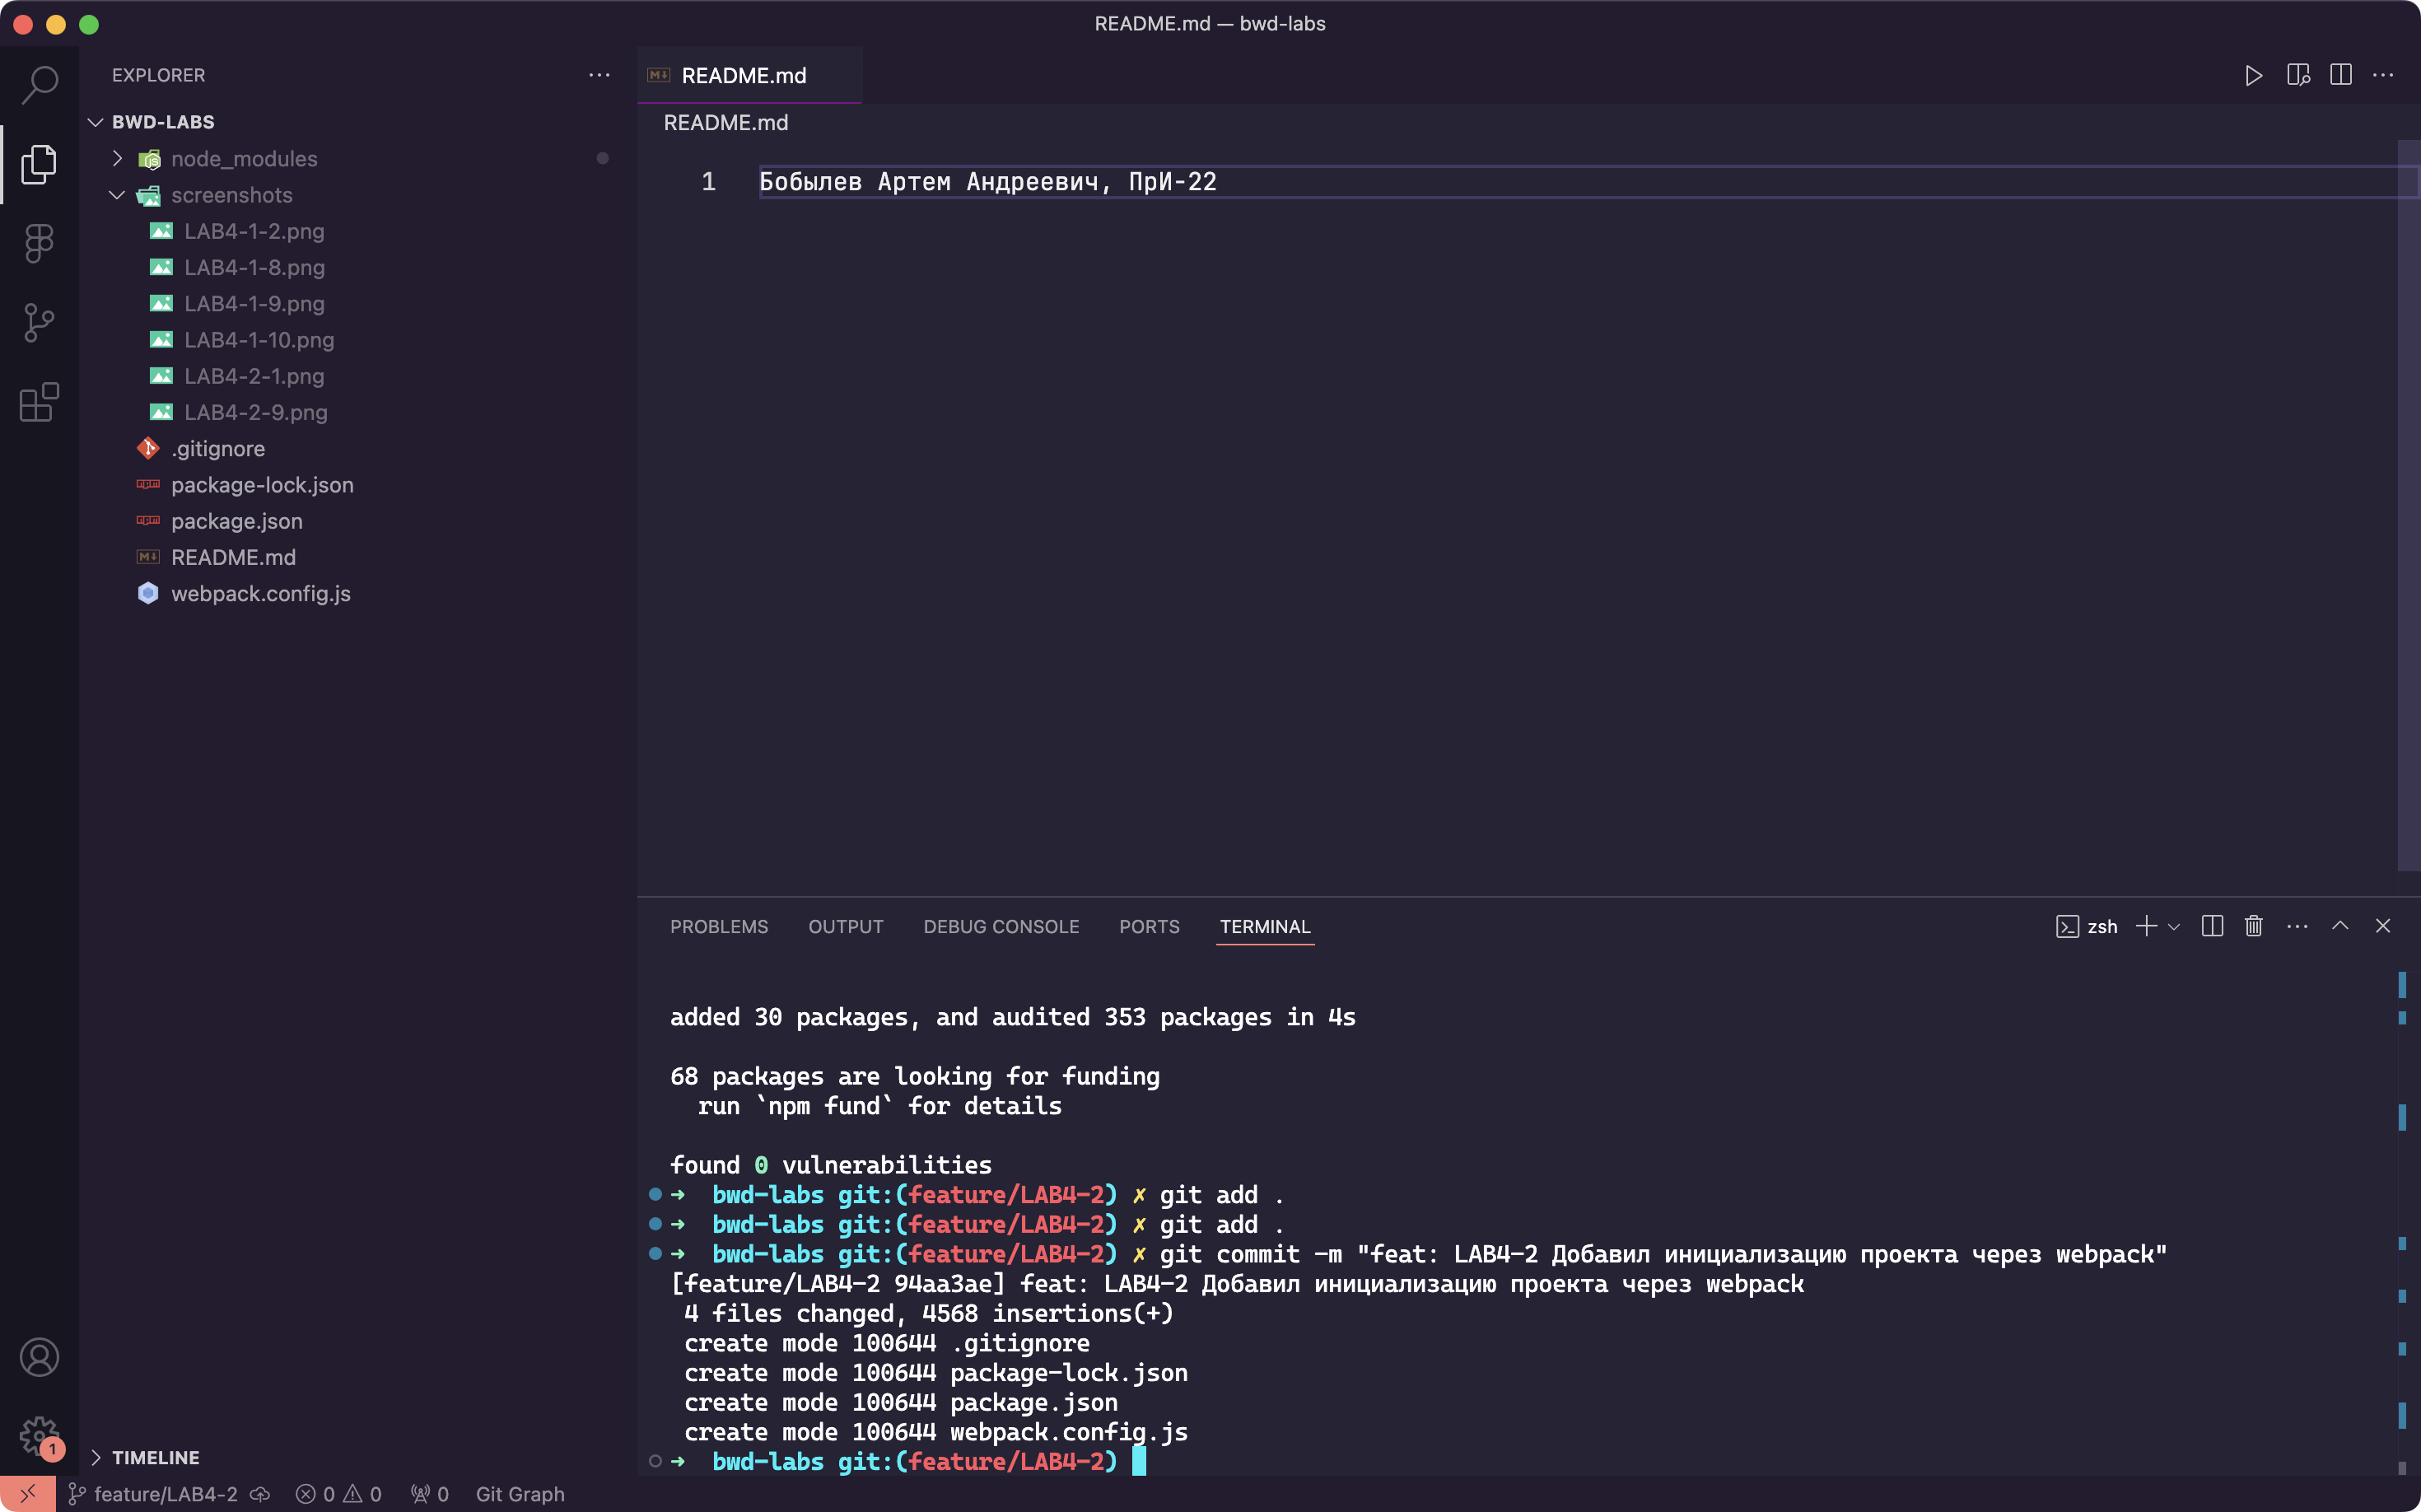 README.md — bwd-labs
EXPLORER
BWD-LABS
node_modules
screenshots
LAB4-1-2.png
LAB4-1-8.png
LAB4-1-9.png
LAB4-1-10.png
LAB4-2-1.png
LAB4-2-9.png
.gitignore
package-lock.json
package.json
README.md
webpack.config.js
TIMELINE
README.md
README.md
1 Бобылев Артем Андреевич, ПрИ-22
PROBLEMS OUTPUT DEBUG CONSOLE PORTS TERMINAL zsh
added 30 packages, and audited 353 packages in 4s
68 packages are looking for funding
run `npm fund` for details
found 0 vulnerabilities
➜ bwd-labs git:(feature/LAB4-2) ✗ git add .
➜ bwd-labs git:(feature/LAB4-2) ✗ git add .
➜ bwd-labs git:(feature/LAB4-2) ✗ git commit -m "feat: LAB4-2 Добавил инициализацию проекта через webpack"
[feature/LAB4-2 94aa3ae] feat: LAB4-2 Добавил инициализацию проекта через webpack
4 files changed, 4568 insertions(+)
create mode 100644 .gitignore
create mode 100644 package-lock.json
create mode 100644 package.json
create mode 100644 webpack.config.js
➜ bwd-labs git:(feature/LAB4-2)
1
feature/LAB4-2 0 0 0 Git Graph